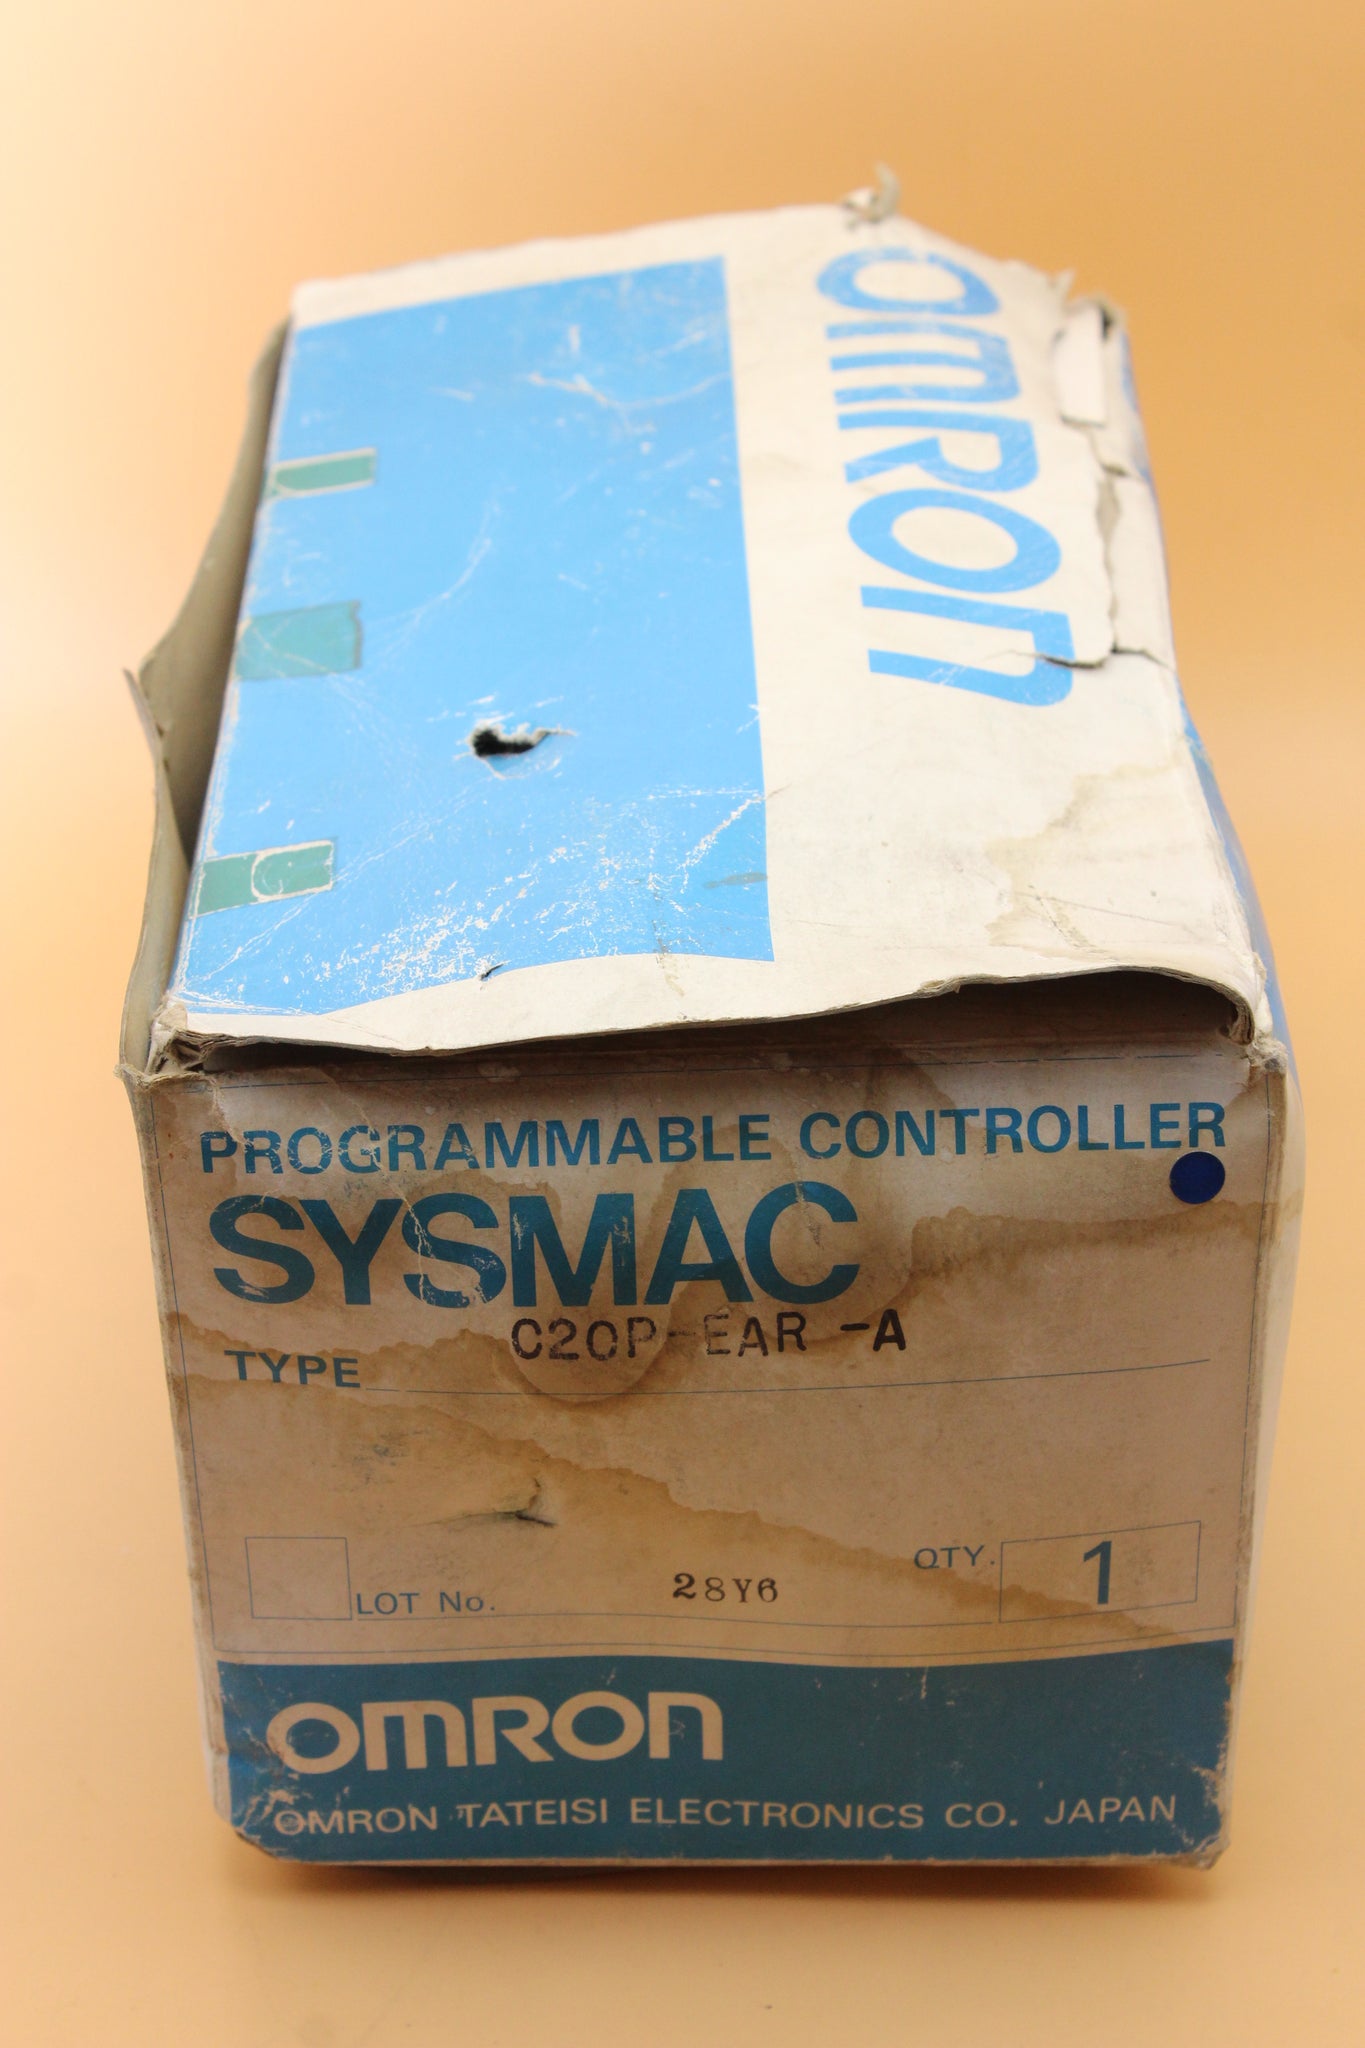 OMRON
PROGRAMMABLE CONTROLLER
SYSMAC
C20P-EAR -A
TYPE
QTY. 1
LOT No. 28Y6
OMRON
OMRON TATEISI ELECTRONICS CO. JAPAN